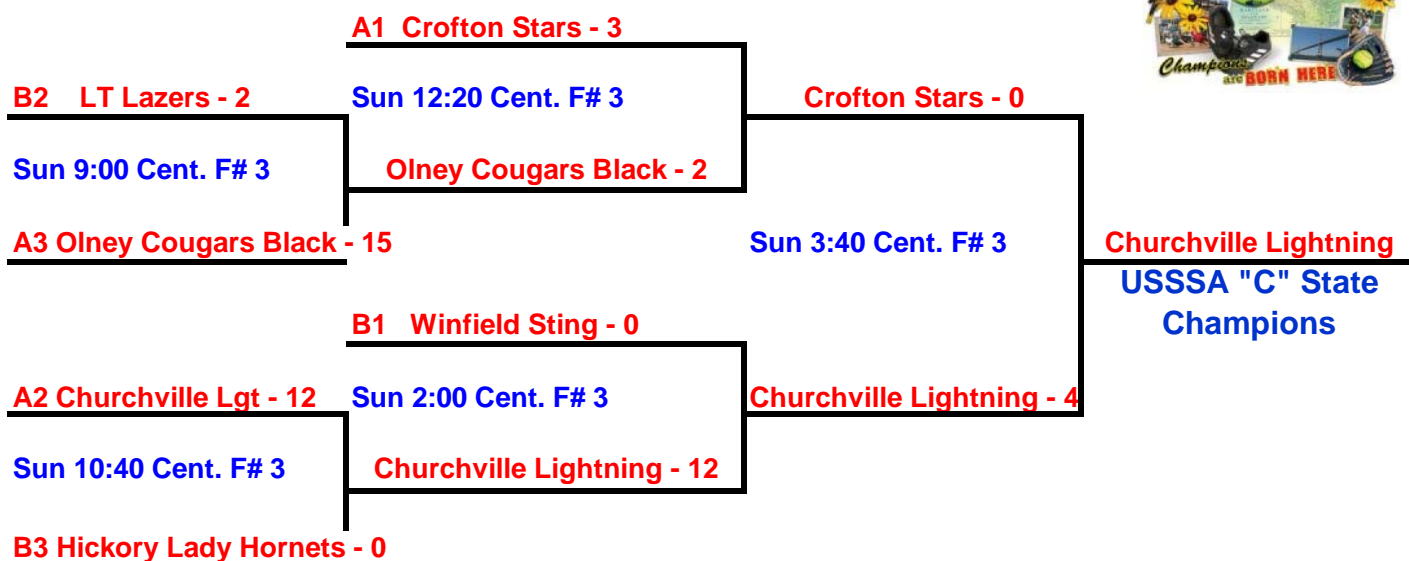 A1 Crofton Stars - 3
Champions
are BORN HERE
B2 LT Lazers - 2
Sun 12:20 Cent. F# 3
Crofton Stars - 0
Sun 9:00 Cent. F# 3
Olney Cougars Black - 2
A3 Olney Cougars Black - 15
Sun 3:40 Cent. F# 3
Churchville Lightning
USSSA "C" State
Champions
B1 Winfield Sting - 0
A2 Churchville Lgt - 12
Sun 2:00 Cent. F# 3
Churchville Lightning - 4
Sun 10:40 Cent. F# 3
Churchville Lightning - 12
B3 Hickory Lady Hornets - 0